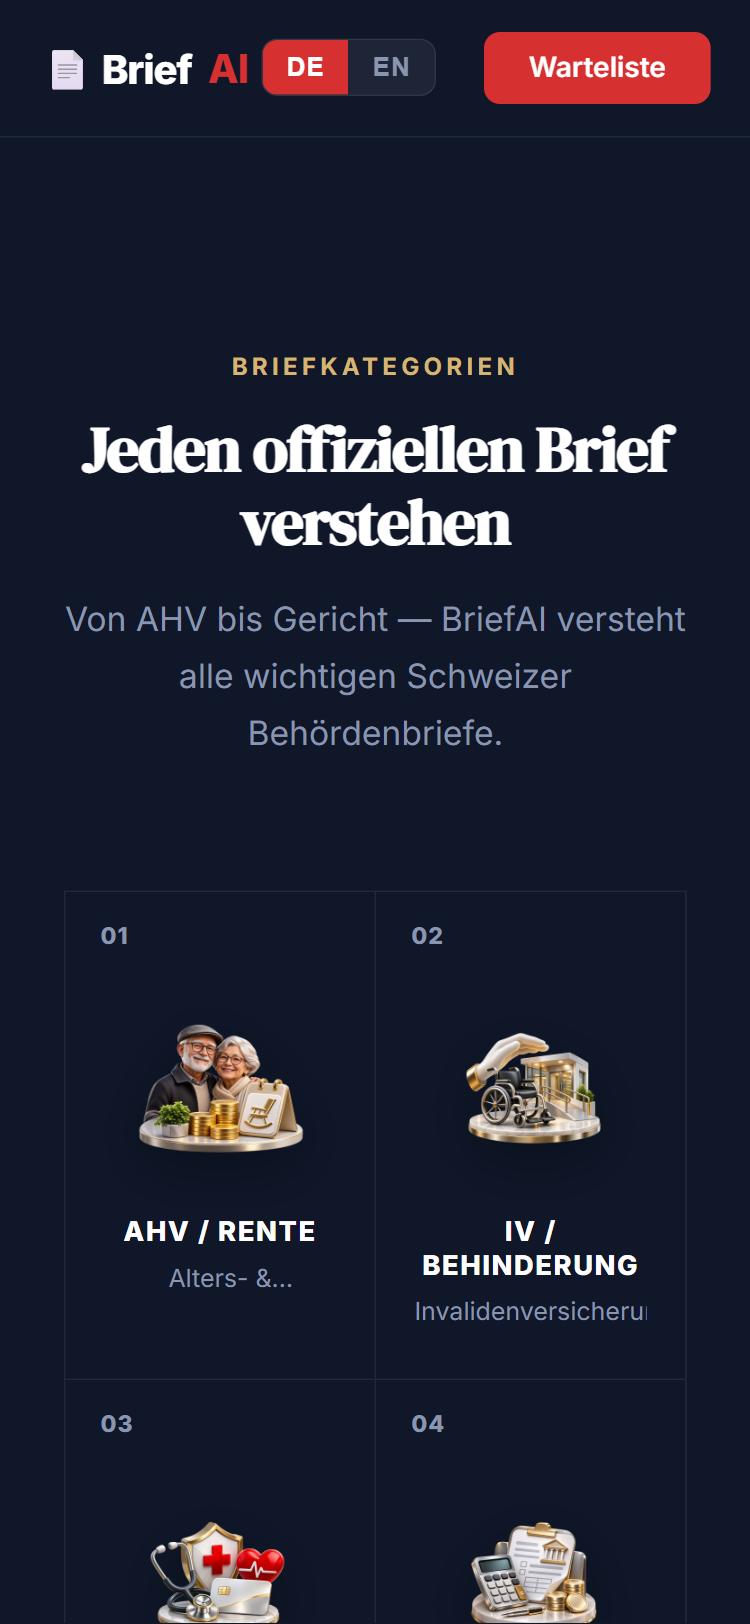 Brief AI DE EN Warteliste
BRIEFKATEGORIEN
Jeden offiziellen Brief
verstehen
Von AHV bis Gericht — BriefAI versteht
alle wichtigen Schweizer
Behördenbriefe.
01
02
AHV / RENTE
Alters- &...
IV /
BEHINDERUNG
Invalidenversicheru
03
04